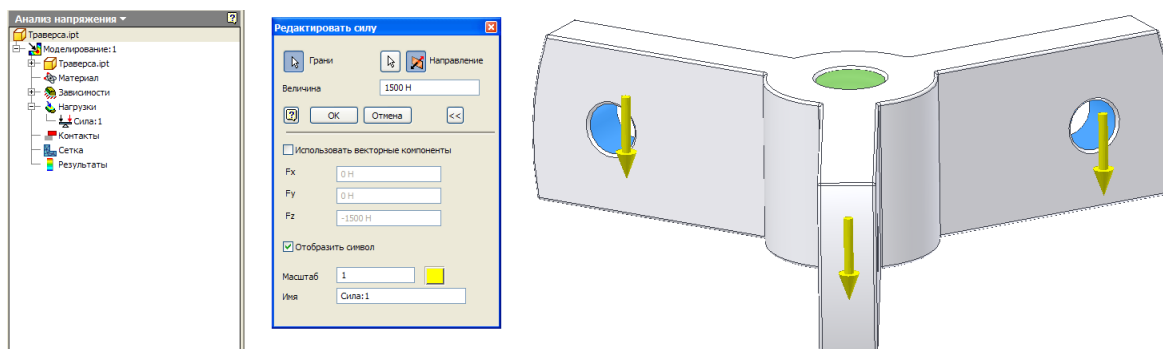 Анализ напряжения
Траверса.ipt
Моделирование:1
Траверса.ipt
Материал
Зависимости
Нагрузки
Сила:1
Контакты
Сетка
Результаты
Редактировать силу
Грани Направление
Величина 1500 Н
ОК Отмена <<
Использовать векторные компоненты
Fx 0 Н
Fy 0 Н
Fz -1500 Н
Отобразить символ
Масштаб 1
Имя Сила:1